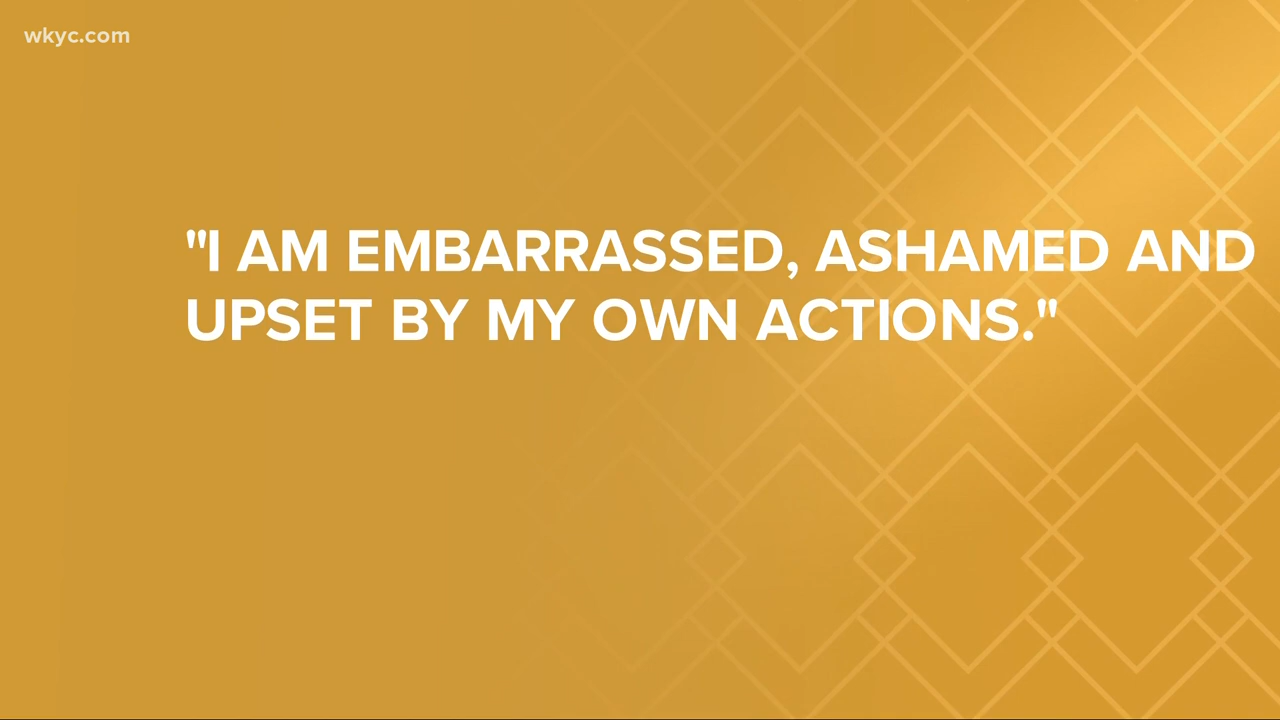 wkyc.com
"I AM EMBARRASSED, ASHAMED AND
UPSET BY MY OWN ACTIONS."